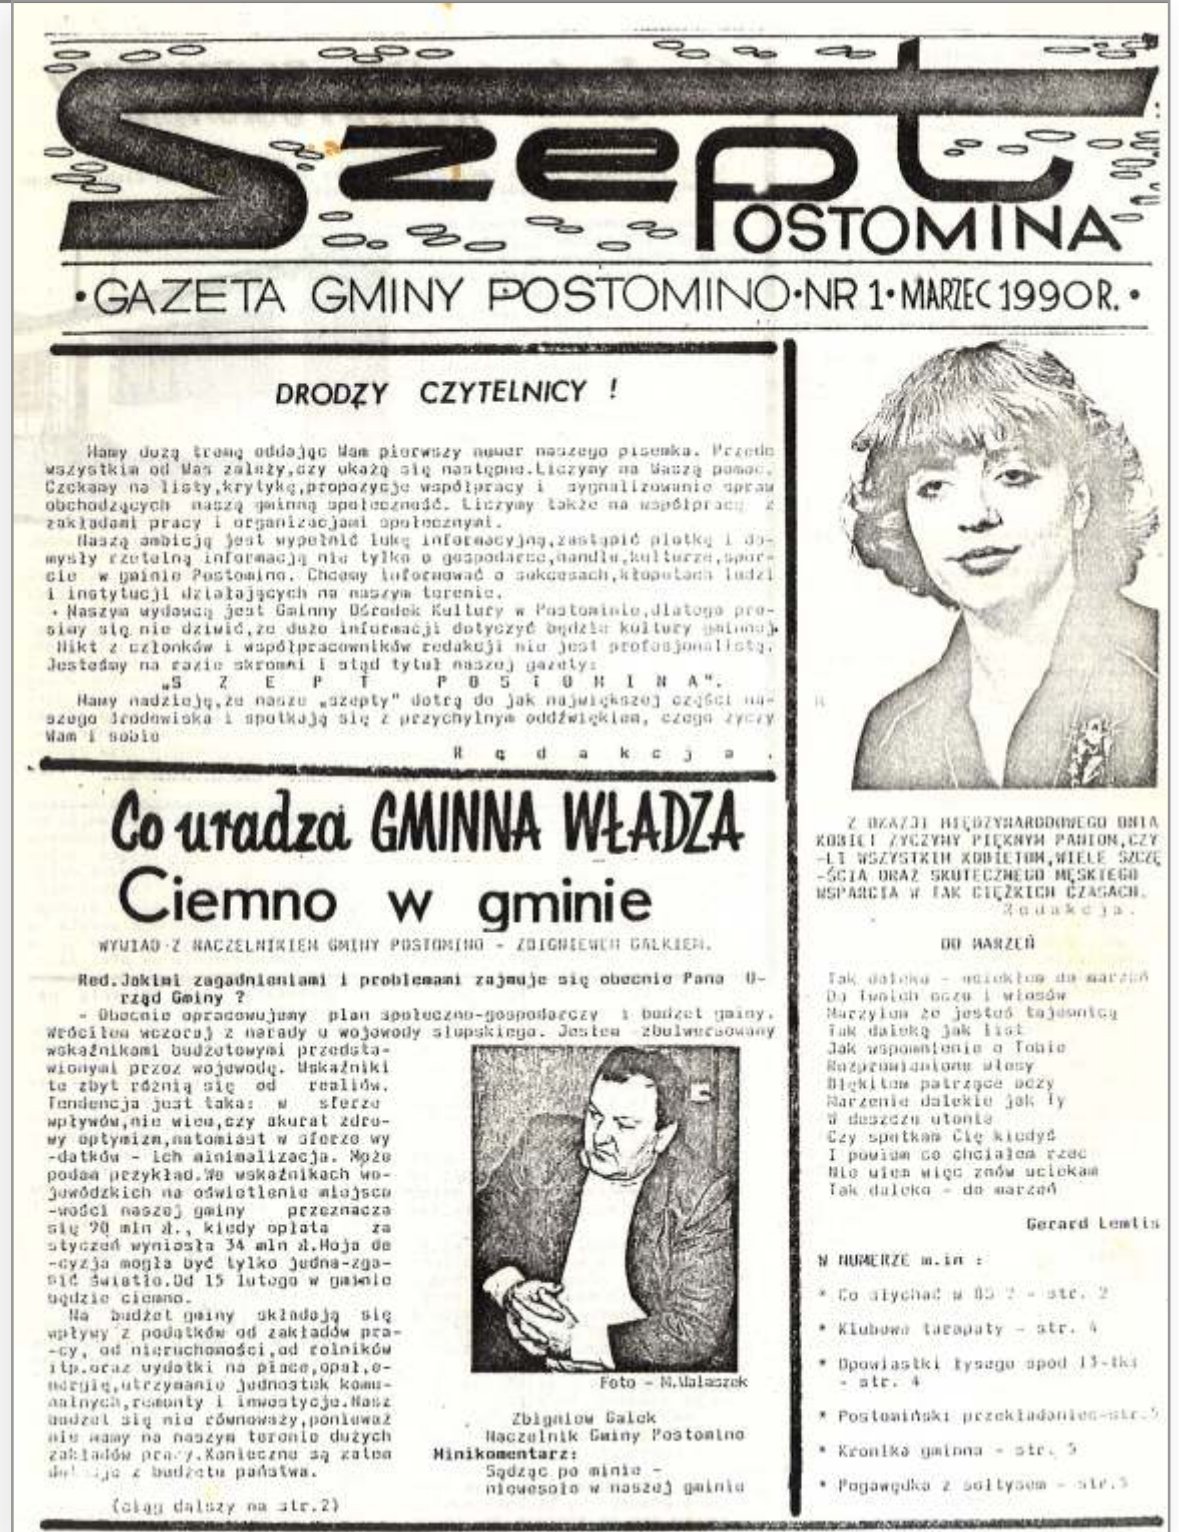 Szept
POSTOMINA
•GAZETA GMINY POSTOMINO•NR 1•MARZEC 1990R.•
DRODZY CZYTELNICY !
Mamy dużą tremę oddając Wam pierwszy numer naszego pisemka. Przede
wszystkim od Was zależy,czy ukażą się następne.Liczymy na Waszą pomoc.
Czekamy na listy,krytykę,propozycje współpracy i sygnalizowanie spraw
obchodzących naszą gminną społeczność. Liczymy także na współpracę z
zakładami pracy i organizacjami społecznymi.
Naszą ambicją jest wypełnić lukę informacyjną,zastąpić plotkę i do-
mysły rzetelną informacją nie tylko o gospodarce,handlu,kulturze,spor-
cie w gminie Postomino. Chcemy informować o sukcesach,kłopotach ludzi
i instytucji działających na naszym terenie.
Naszym wydawcą jest Gminny Ośrodek Kultury w Postominie,dlatego pro-
simy się nie dziwić,że dużo informacji dotyczyć będzie kultury gminnej.
Nikt z członków i współpracowników redakcji nie jest profesjonalistą.
Jesteśmy na razie skromni i stąd tytuł naszej gazety:
„S Z E P T P O S T O M I N A".
Mamy nadzieję,że nasze „szepty" dotrą do jak największej części na-
szego środowiska i spotkają się z przychylnym oddźwiękiem, czego życzy
Wam i sobie
R e d a k c j a .
Co uradza GMINNA WŁADZA
Ciemno w gminie
WYWIAD Z NACZELNIKIEM GMINY POSTOMINO - ZBIGNIEWEM GALKIEM.
Red.Jakimi zagadnieniami i problemami zajmuje się obecnie Pana U-
rząd Gminy ?
- Obecnie opracowujemy plan społeczno-gospodarczy i budżet gminy.
Wróciłem wczoraj z narady u wojewody słupskiego. Jestem zbulwersowany
wskaźnikami budżetowymi przedsta-
wionymi przez wojewodę. Wskaźniki
te zbyt różnią się od realiów.
Tendencja jest taka: w sferze
wpływów,nie wiem,czy akurat zdro-
wy optymizm,natomiast w sferze wy
-datków - ich minimalizacja. Może
podam przykład.We wskaźnikach wo-
jewódzkich na oświetlenie miejsco
-wości naszej gminy przeznacza
się 90 mln zł., kiedy opłata za
styczeń wyniosła 34 mln zł.Moja de
-cyzja mogła być tylko jedna-zga-
sić światło.Od 15 lutego w gminie
będzie ciemno.
Na budżet gminy składają się
wpływy z podatków od zakładów pra-
-cy, od nieruchomości,od rolników
itp.oraz wydatki na płace,opał,e-
nergię,utrzymanie jednostek komu-
nalnych,remonty i inwestycje.Nasz
budżet się nie równoważy,ponieważ
nie mamy na naszym terenie dużych
zakładów pracy.Konieczne są zatem
dotacje z budżetu państwa.
(ciąg dalszy na str.2)
Foto - M.Walaszek
Zbigniew Galek
Naczelnik Gminy Postomino
Minikomentarz:
Sądząc po minie -
niewesoło w naszej gminie
Z OKAZJI MIĘDZYNARODOWEGO DNIA
KOBIET ŻYCZYMY PIĘKNYM PANIOM,CZY
-LI WSZYSTKIM KOBIETOM,WIELE SZCZĘ
-ŚCIA ORAZ SKUTECZNEGO MĘSKIEGO
WSPARCIA W TAK CIĘŻKICH CZASACH.
Redakcja.
DO MARZEŃ
Tak daleko - uciekłem do marzeń
Do Twoich oczu i włosów
Marzyłem że jesteś tajemnicą
Tak daleką jak list
Jak wspomnienie o Tobie
Rozpromienione włosy
Błękitem patrzące oczy
Marzenie dalekie jak Ty
W deszczu utonie
Czy spotkam Cię kiedyś
I powiem co chciałem rzec
Nie wiem więc znów uciekam
Tak daleko - do marzeń
Gerard Lemlis
W NUMERZE m.in :
* Co słychać w OS ? - str. 2
* Klubowe tarapaty - str. 4
* Opowiastki łysego spod 13-tki
- str. 4
* Postomiński przekładaniec-str.5
* Kronika gminna - str. 5
* Pogawędka z sołtysem - str.5